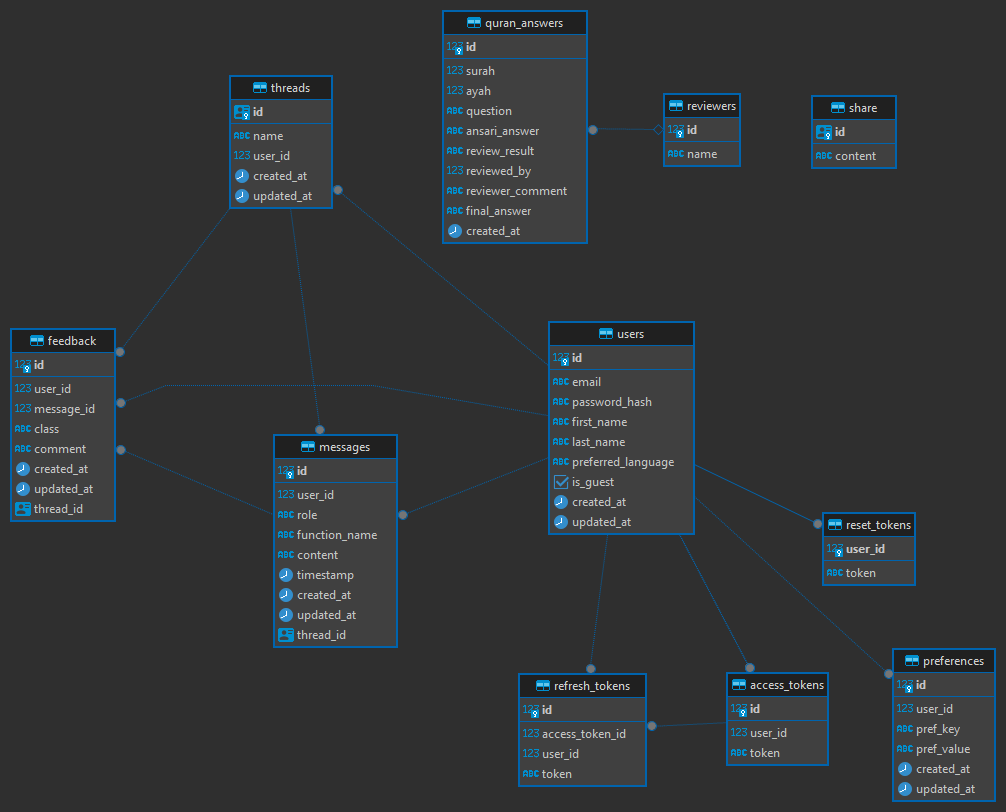 quran_answers
123 id
123 surah
123 ayah
ABC question
ABC ansari_answer
ABC review_result
123 reviewed_by
ABC reviewer_comment
ABC final_answer
created_at
threads
id
ABC name
123 user_id
created_at
updated_at
reviewers
123 id
ABC name
share
id
ABC content
feedback
123 id
123 user_id
123 message_id
ABC class
ABC comment
created_at
updated_at
thread_id
users
123 id
ABC email
ABC password_hash
ABC first_name
ABC last_name
ABC preferred_language
is_guest
created_at
updated_at
messages
123 id
123 user_id
ABC role
ABC function_name
ABC content
timestamp
created_at
updated_at
thread_id
reset_tokens
123 user_id
ABC token
refresh_tokens
123 id
123 access_token_id
123 user_id
ABC token
access_tokens
123 id
123 user_id
ABC token
preferences
123 id
123 user_id
ABC pref_key
ABC pref_value
created_at
updated_at